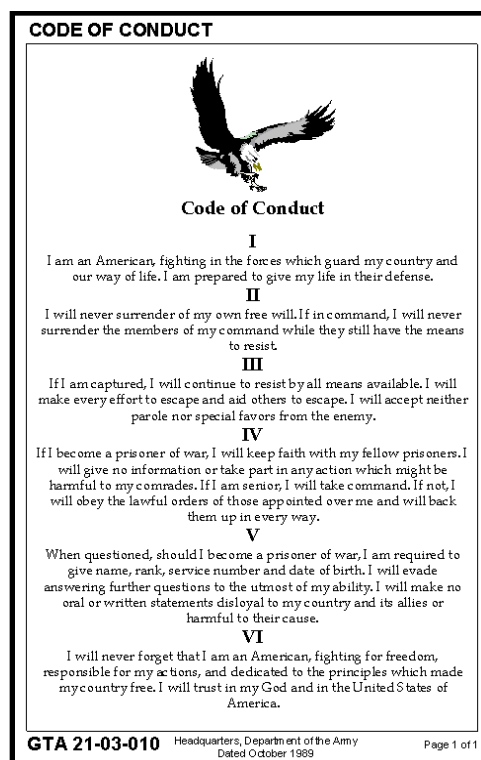 CODE OF CONDUCT
Code of Conduct
I
I am an American, fighting in the forces which guard my country and
our way of life. I am prepared to give my life in their defense.
II
I will never surrender of my own free will. If in command, I will never
surrender the members of my command while they still have the means
to resist.
III
If I am captured, I will continue to resist by all means available. I will
make every effort to escape and aid others to escape. I will accept neither
parole nor special favors from the enemy.
IV
If I become a prisoner of war, I will keep faith with my fellow prisoners. I
will give no information or take part in any action which might be
harmful to my comrades. If I am senior, I will take command. If not, I
will obey the lawful orders of those appointed over me and will back
them up in every way.
V
When questioned, should I become a prisoner of war, I am required to
give name, rank, service number and date of birth. I will evade
answering further questions to the utmost of my ability. I will make no
oral or written statements disloyal to my country and its allies or
harmful to their cause.
VI
I will never forget that I am an American, fighting for freedom,
responsible for my actions, and dedicated to the principles which made
my country free. I will trust in my God and in the United States of
America.
GTA 21-03-010
Headquarters, Department of the Army
Dated October 1989
Page 1 of 1